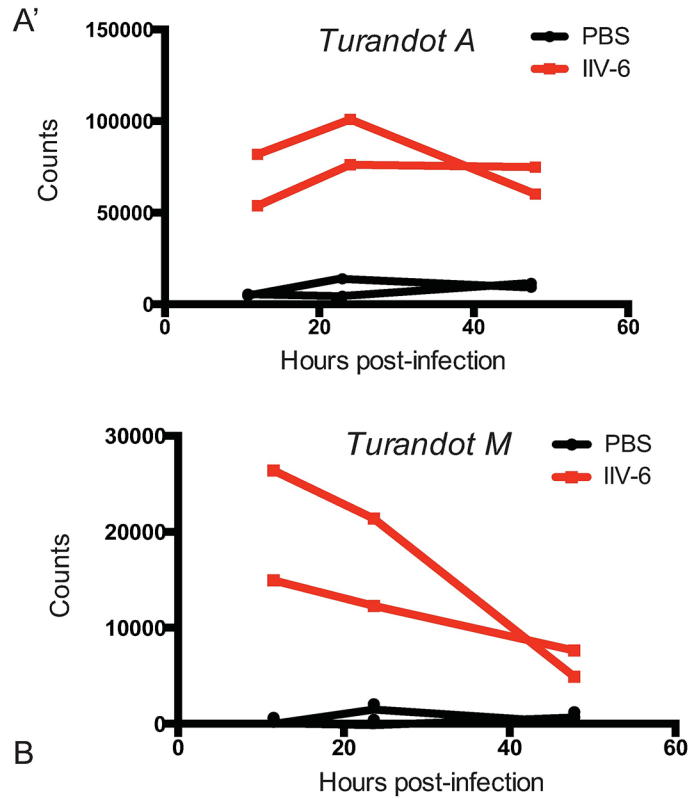 A’
Turandot A
PBS
IIV-6
150000
100000
50000
0
Counts
0 20 40 60
Hours post-infection
Turandot M
PBS
IIV-6
30000
20000
10000
0
Counts
0 20 40 60
Hours post-infection
B